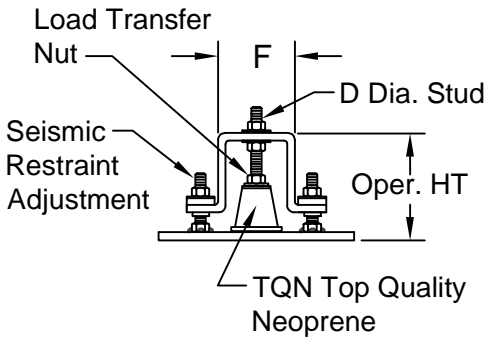 Load Transfer
Nut
F
D Dia. Stud
Seismic
Restraint
Adjustment
Oper. HT
TQN Top Quality
Neoprene